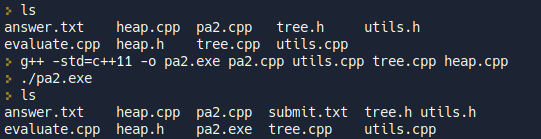 > ls
answer.txt heap.cpp pa2.cpp tree.h utils.h
evaluate.cpp heap.h tree.cpp utils.cpp
> g++ -std=c++11 -o pa2.exe pa2.cpp utils.cpp tree.cpp heap.cpp
> ./pa2.exe
> ls
answer.txt heap.cpp pa2.cpp submit.txt tree.h utils.h
evaluate.cpp heap.h pa2.exe tree.cpp utils.cpp